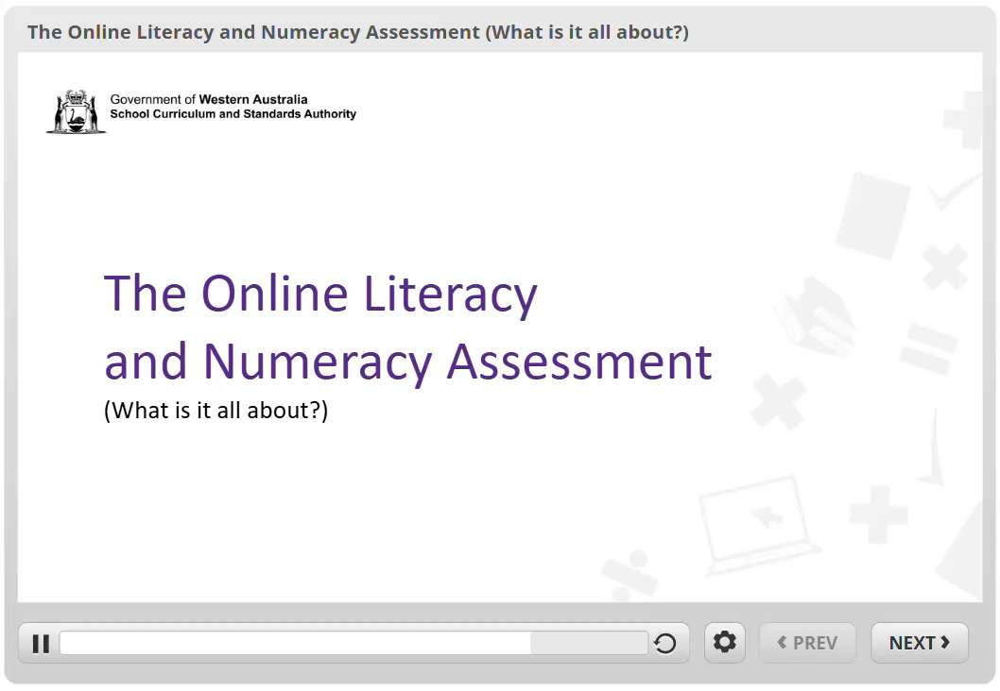 The Online Literacy and Numeracy Assessment (What is it all about?)
Government of Western Australia
School Curriculum and Standards Authority
The Online Literacy
and Numeracy Assessment
(What is it all about?)
PREV
NEXT